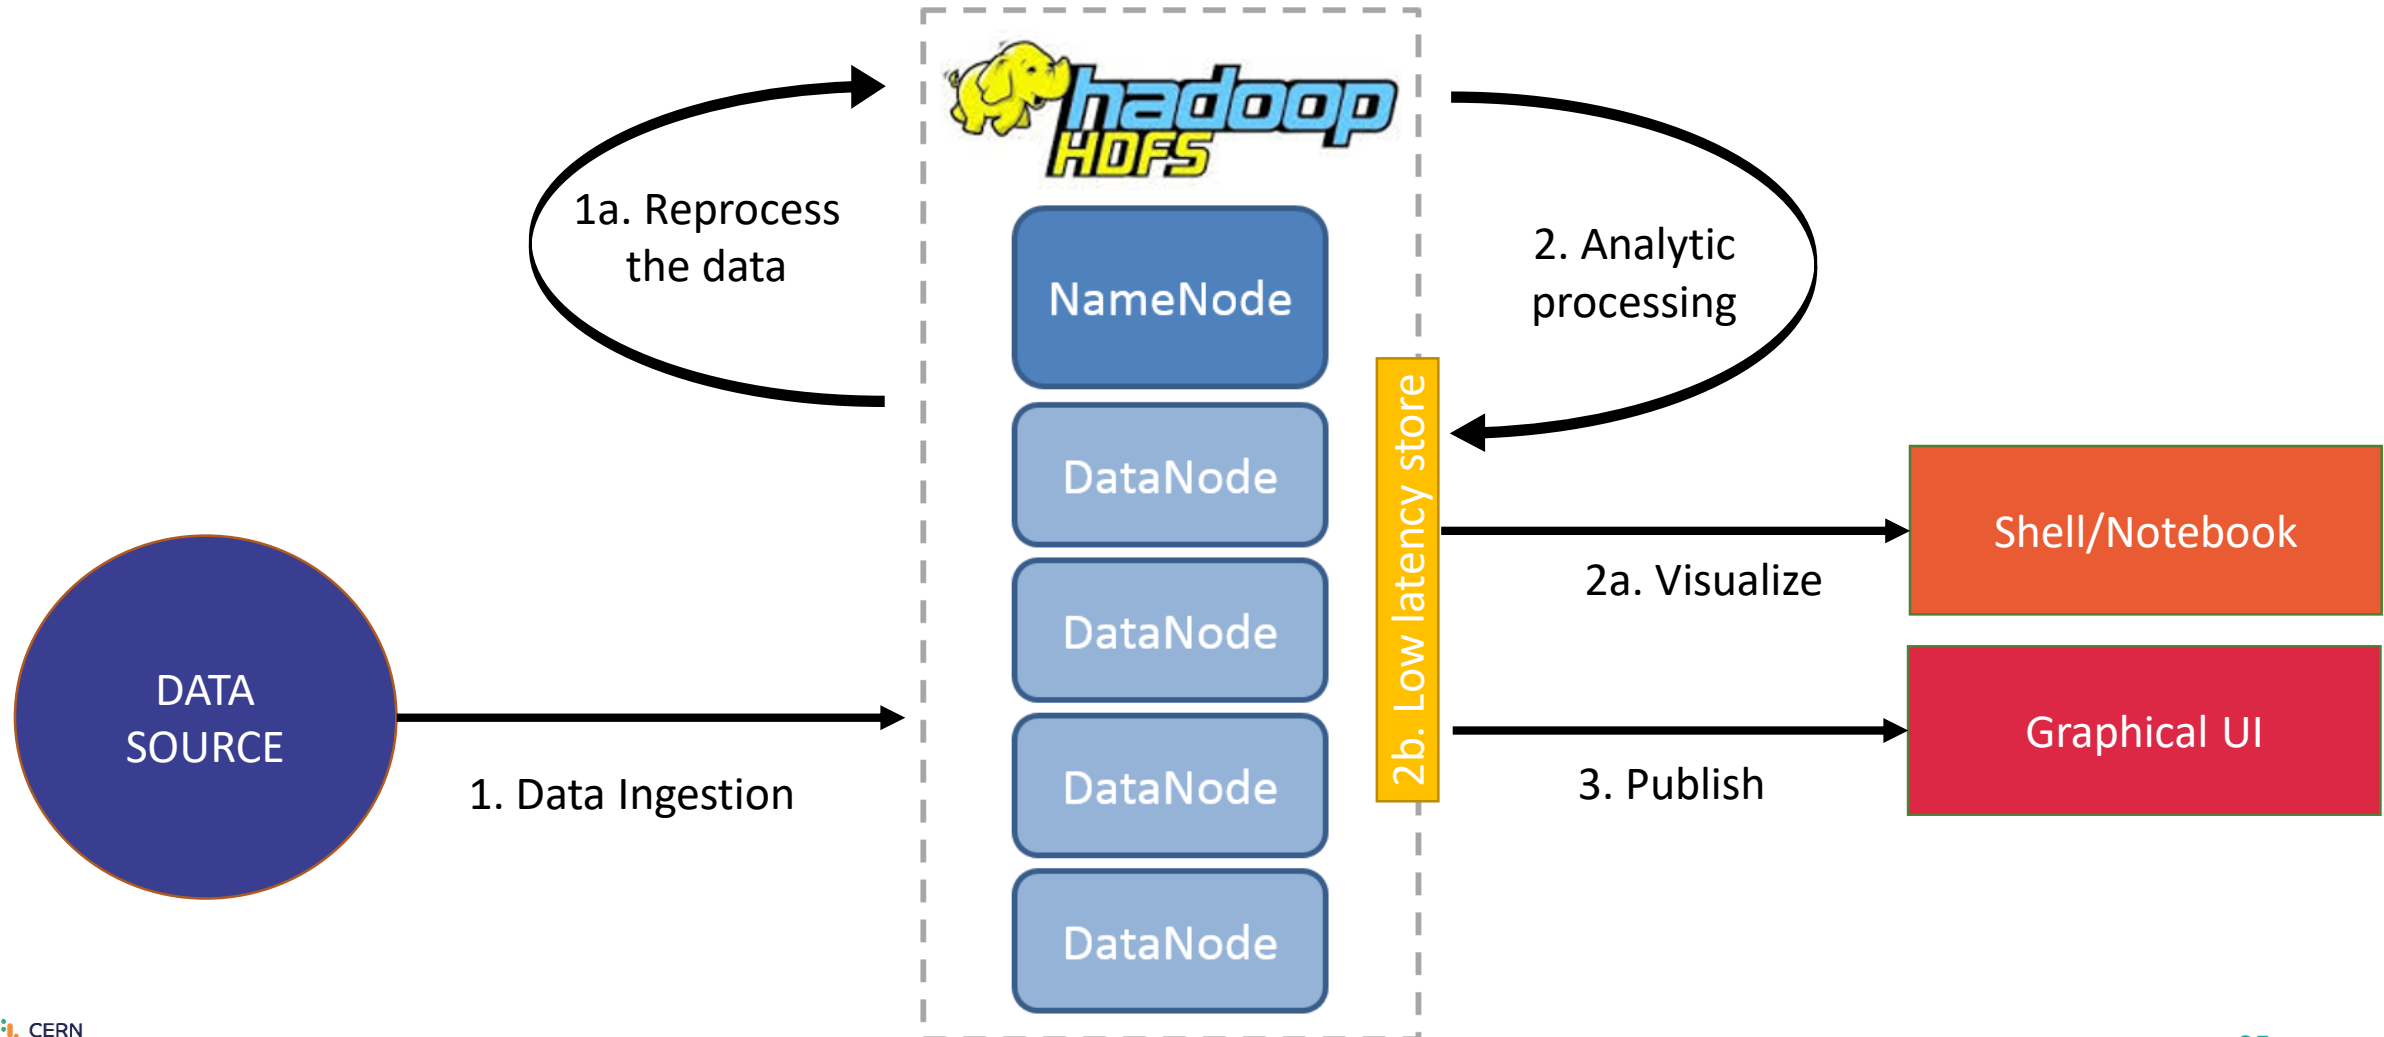 hadoop
HDFS
1a. Reprocess
the data
NameNode
2. Analytic
processing
DataNode
DataNode
DataNode
DataNode
2b. Low latency store
DATA
SOURCE
1. Data Ingestion
Shell/Notebook
2a. Visualize
Graphical UI
3. Publish
CERN